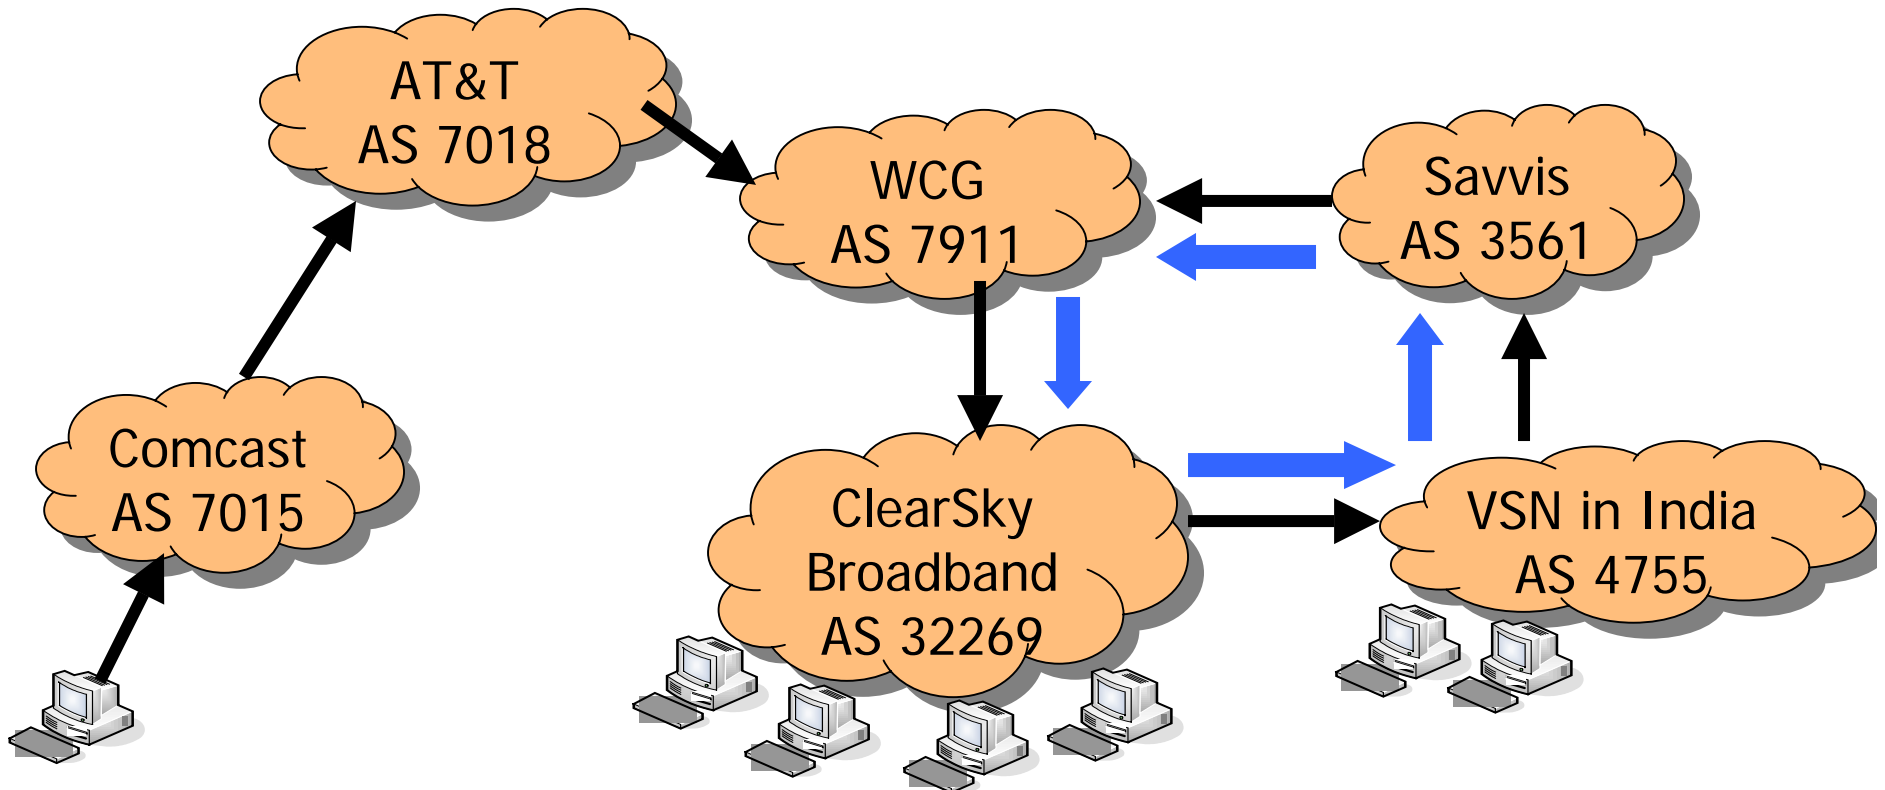 AT&T
AS 7018
WCG
AS 7911
Savvis
AS 3561
Comcast
AS 7015
ClearSky
Broadband
AS 32269
VSN in India
AS 4755